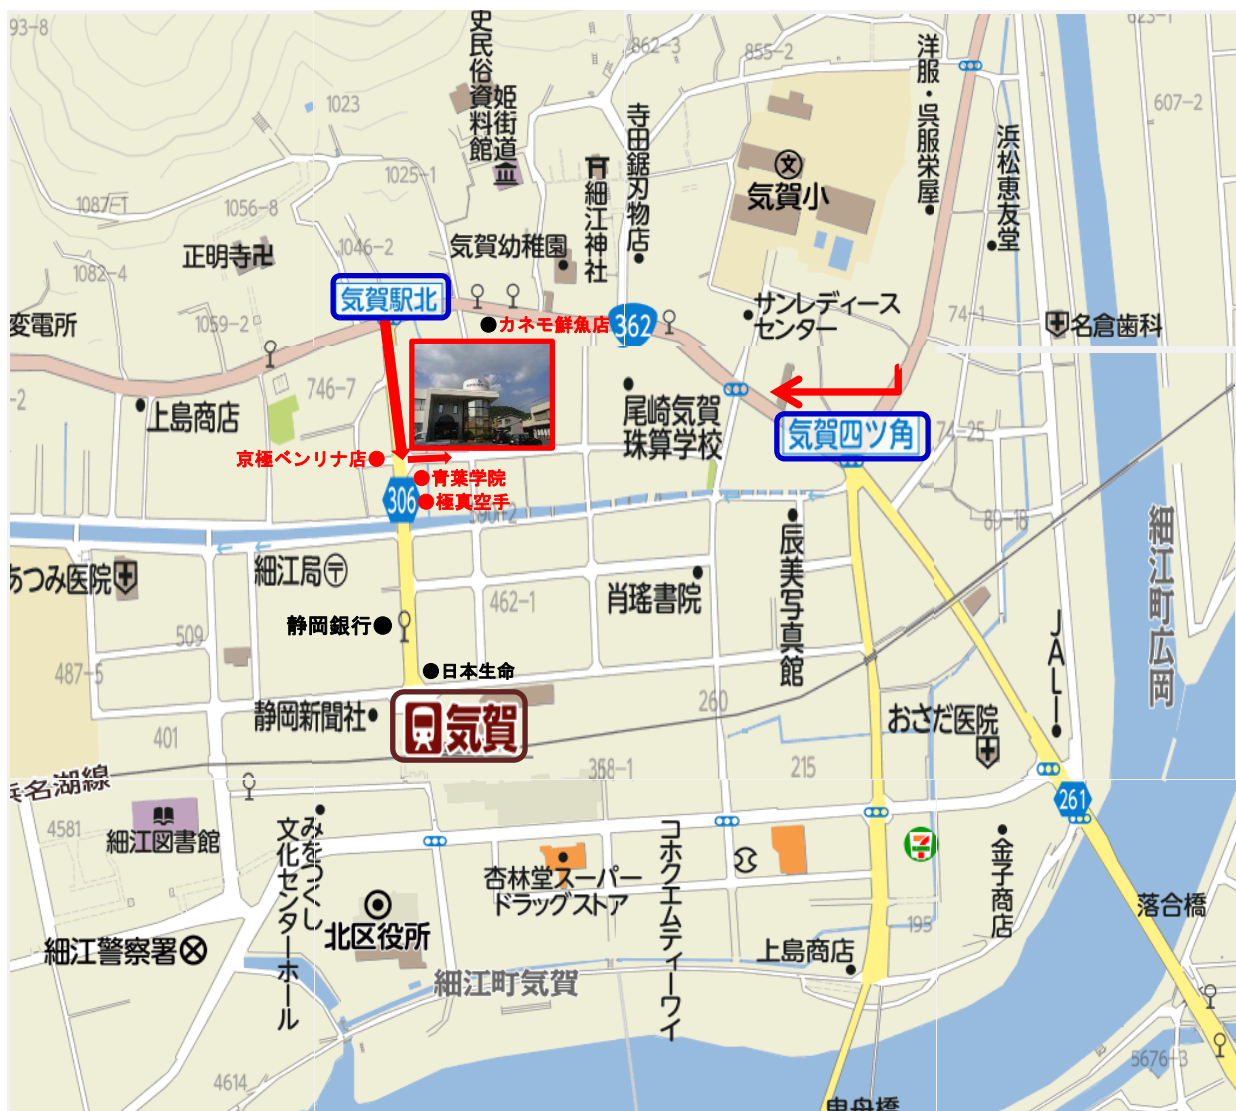 93-8
史民俗資料館
姫街道
862-3
855-2
洋服・呉服栄屋
623-1
607-2
1023
寺田鋸刃物店
浜松恵友堂
1025-1
細江神社
文
気賀小
1087-1
1056-8
正明寺
1046-2
気賀幼稚園
1082-4
気賀駅北
サンレディース
センター
74-1
変電所
1059-2
カネモ鮮魚店
362
名倉歯科
-2
746-7
上島商店
尾崎気賀
珠算学校
気賀四ツ角
74-25
京極ベンリナ店
青葉学院
306
極真空手
590-2
89-18
辰美写真館
細江町広岡
あつみ医院
細江局
462-1
肖瑤書院
静岡銀行
509
JALI
487-5
日本生命
260
静岡新聞社
気賀
おさだ医院
401
358-1
215
浜名湖線
261
4581
細江図書館
みをつくし
文化センターホール
コホクエムティーワイ
杏林堂スーパー
ドラッグストア
金子商店
落合橋
195
北区役所
細江警察署
上島商店
細江町気賀
5676-3
4614